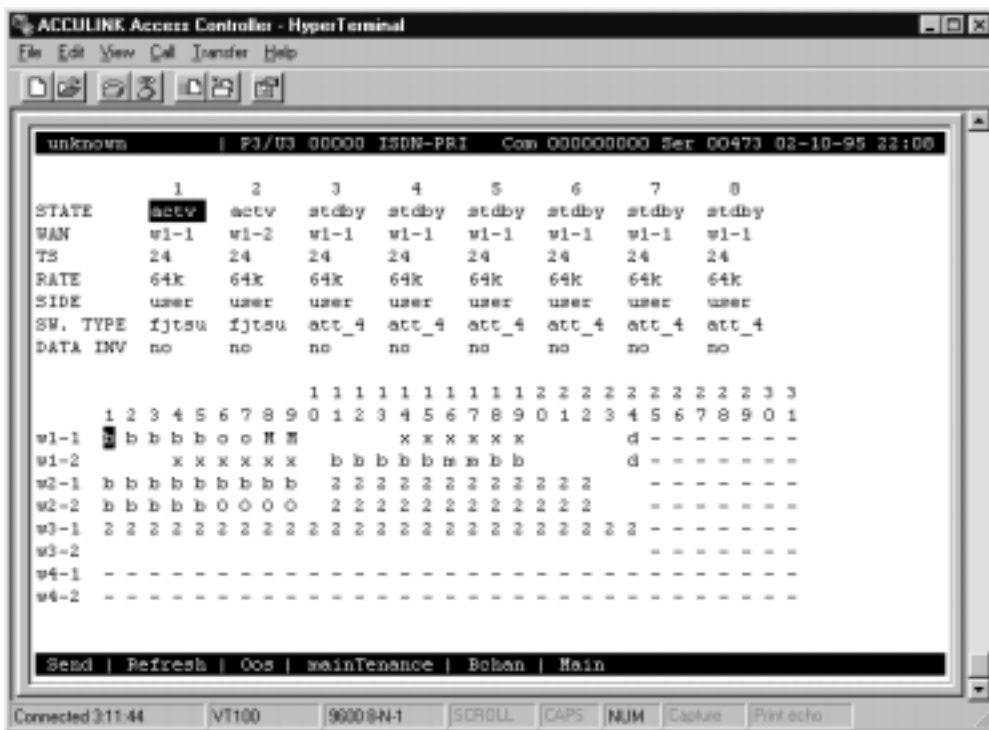 ACCULINK Access Controller - HyperTerminal
File Edit View Call Transfer Help
unknown | P3/U3 00000 ISDN-PRI Com 000000000 Ser 00473 02-10-95 22:08
1 2 3 4 5 6 7 8
STATE actv actv stdby stdby stdby stdby stdby stdby
WAN w1-1 w1-2 w1-1 w1-1 w1-1 w1-1 w1-1 w1-1
TS 24 24 24 24 24 24 24 24
RATE 64k 64k 64k 64k 64k 64k 64k 64k
SIDE user user user user user user user user
SW. TYPE fjtsu fjtsu att_4 att_4 att_4 att_4 att_4 att_4
DATA INV no no no no no no no no
1 1 1 1 1 1 1 1 1 1 2 2 2 2 2 2 2 2 2 2 3 3
1 2 3 4 5 6 7 8 9 0 1 2 3 4 5 6 7 8 9 0 1 2 3 4 5 6 7 8 9 0 1
w1-1 b b b b b o o M M x x x x x x d - - - - - - -
w1-2 x x x x x x b b b b b m m b b d - - - - - - -
w2-1 b b b b b b b b b 2 2 2 2 2 2 2 2 2 2 2 2 - - - - - - -
w2-2 b b b b b O O O O 2 2 2 2 2 2 2 2 2 2 2 2 - - - - - - -
w3-1 2 2 2 2 2 2 2 2 2 2 2 2 2 2 2 2 2 2 2 2 2 2 2 2 - - - - - - -
w3-2 - - - - - - -
w4-1 - - - - - - - - - - - - - - - - - - - - - - - - - - - - - - -
w4-2 - - - - - - - - - - - - - - - - - - - - - - - - - - - - - - -
Send | Refresh | Oos | mainTenance | Bchan | Main
Connected 3:11:44 VT100 9600 8-N-1 SCROLL CAPS NUM Capture Print echo